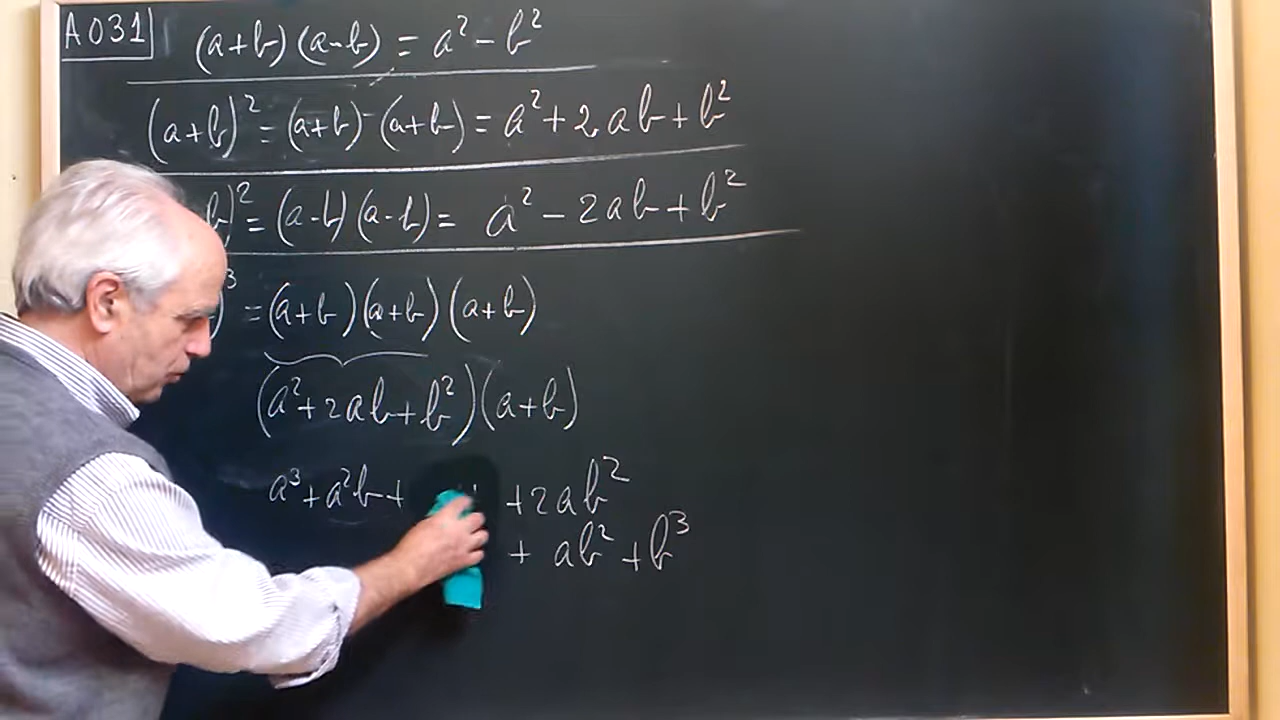 A031
(a+b)(a-b) = a² - b²
(a+b)² = (a+b)·(a+b) = a² + 2ab + b²
b)² = (a-b)(a-b) = a² - 2ab + b²
)³ = (a+b)(a+b)(a+b)
(a²+2ab+b²)(a+b)
a³+a²b+ +2ab²
+ ab² + b³